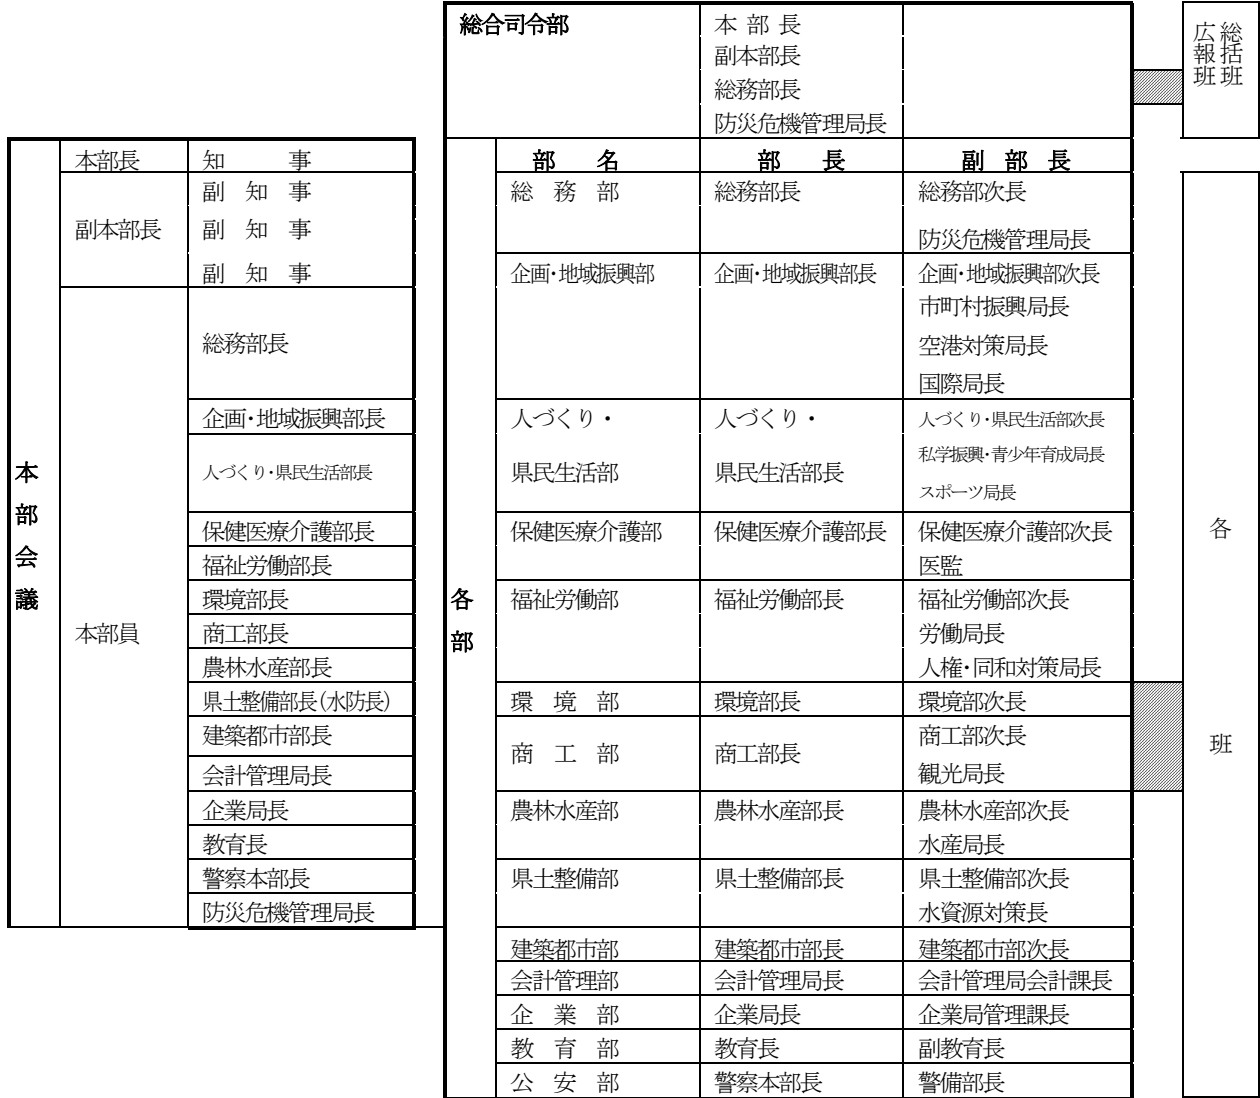 総合司令部
本部長
副本部長
総務部長
防災危機管理局長
総括班
広報班
本部会議
本部長 知事
副本部長
副知事
副知事
副知事
本部員
総務部長
企画・地域振興部長
人づくり・県民生活部長
保健医療介護部長
福祉労働部長
環境部長
商工部長
農林水産部長
県土整備部長(水防長)
建築都市部長
会計管理局長
企業局長
教育長
警察本部長
防災危機管理局長
各部
部名 部長 副部長
総務部 総務部長 総務部次長
防災危機管理局長
企画・地域振興部 企画・地域振興部長 企画・地域振興部次長
市町村振興局長
空港対策局長
国際局長
人づくり・ 人づくり・ 人づくり・県民生活部次長
私学振興・青少年育成局長
県民生活部 県民生活部長
スポーツ局長
保健医療介護部 保健医療介護部長 保健医療介護部次長
医監
福祉労働部 福祉労働部長 福祉労働部次長
労働局長
人権・同和対策局長
環境部 環境部長 環境部次長
商工部 商工部長 商工部次長
観光局長
農林水産部 農林水産部長 農林水産部次長
水産局長
県土整備部 県土整備部長 県土整備部次長
水資源対策長
建築都市部 建築都市部長 建築都市部次長
会計管理部 会計管理局長 会計管理局会計課長
企業部 企業局長 企業局管理課長
教育部 教育長 副教育長
公安部 警察本部長 警備部長
各班